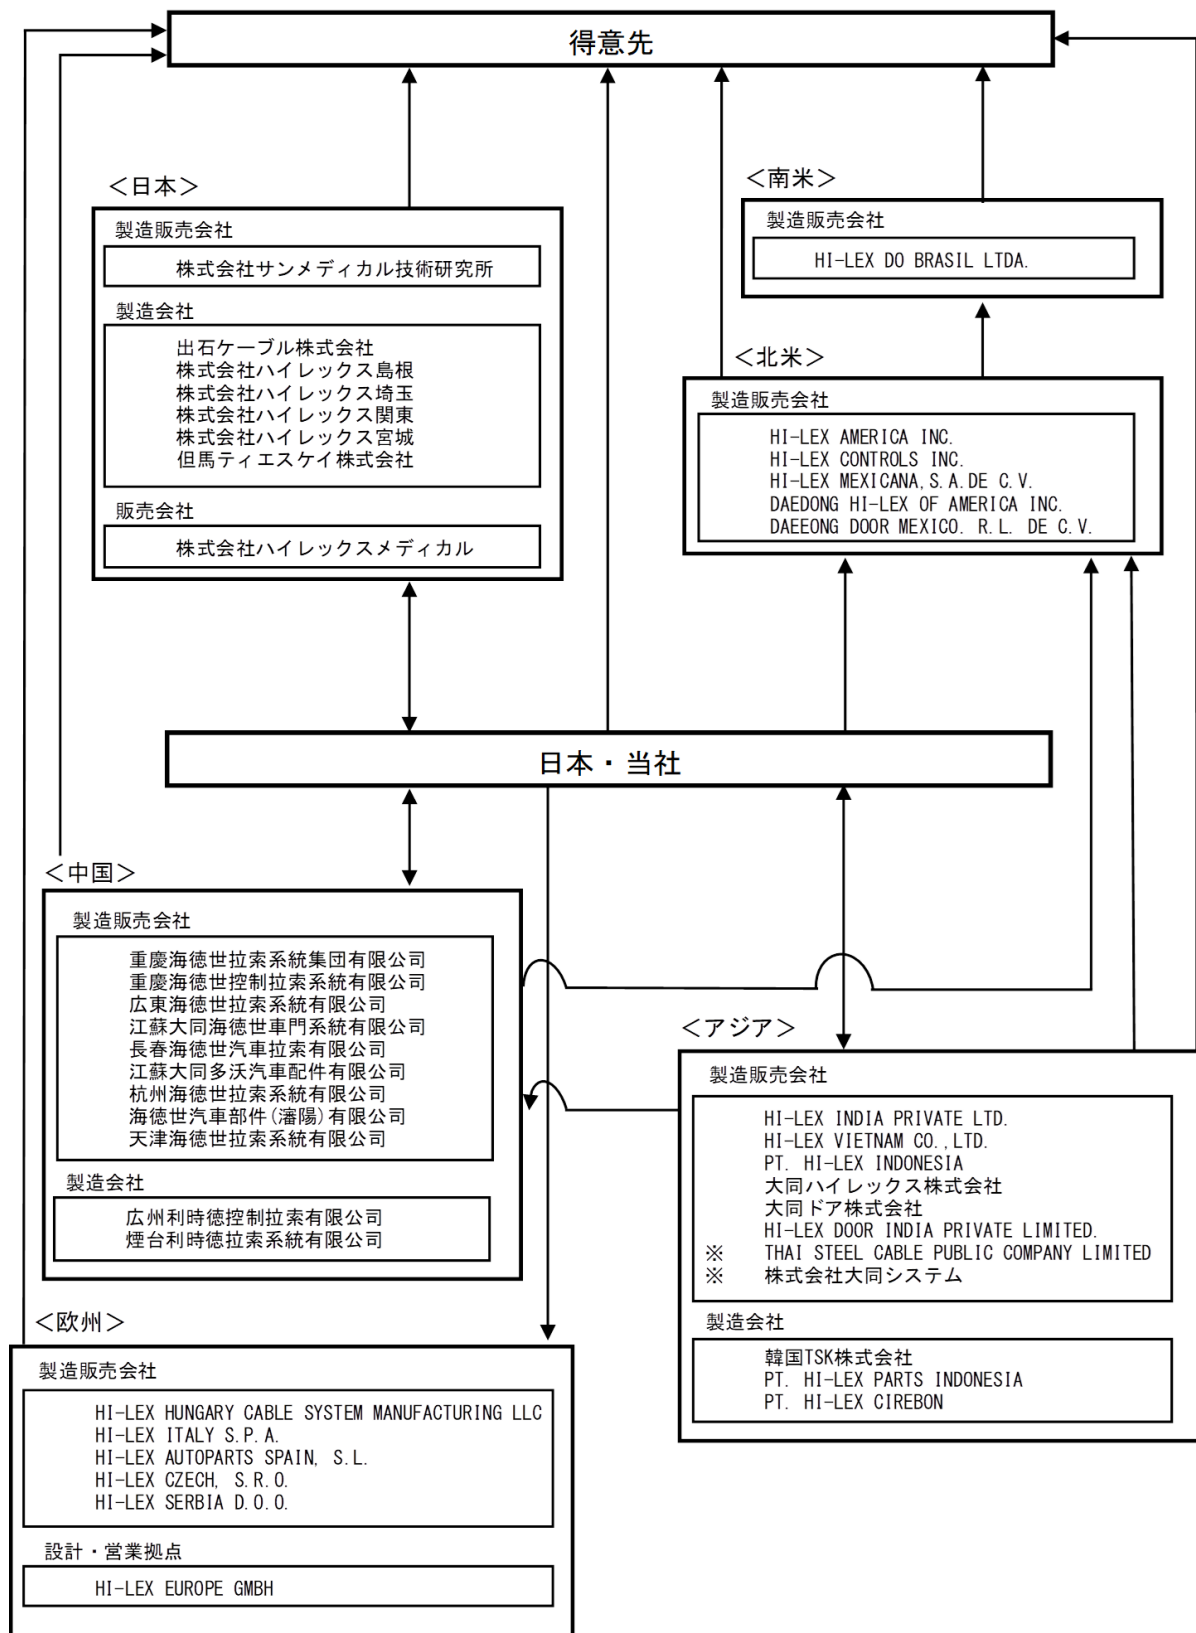 得意先
＜日本＞
製造販売会社
株式会社サンメディカル技術研究所
製造会社
出石ケーブル株式会社
株式会社ハイレックス島根
株式会社ハイレックス埼玉
株式会社ハイレックス関東
株式会社ハイレックス宮城
但馬ティエスケイ株式会社
販売会社
株式会社ハイレックスメディカル
＜南米＞
製造販売会社
HI-LEX DO BRASIL LTDA.
＜北米＞
製造販売会社
HI-LEX AMERICA INC.
HI-LEX CONTROLS INC.
HI-LEX MEXICANA, S.A. DE C.V.
DAEDONG HI-LEX OF AMERICA INC.
DAEEONG DOOR MEXICO. R.L. DE C.V.
日本・当社
＜中国＞
製造販売会社
重慶海徳世拉索系統集団有限公司
重慶海徳世控制拉索系統有限公司
広東海徳世拉索系統有限公司
江蘇大同海徳世車門系統有限公司
長春海徳世汽車拉索有限公司
江蘇大同多沃汽車配件有限公司
杭州海徳世拉索系統有限公司
海徳世汽車部件(瀋陽)有限公司
天津海徳世拉索系統有限公司
製造会社
広州利時徳控制拉索有限公司
煙台利時徳拉索系統有限公司
＜アジア＞
製造販売会社
HI-LEX INDIA PRIVATE LTD.
HI-LEX VIETNAM CO., LTD.
PT. HI-LEX INDONESIA
大同ハイレックス株式会社
大同ドア株式会社
HI-LEX DOOR INDIA PRIVATE LIMITED.
※ THAI STEEL CABLE PUBLIC COMPANY LIMITED
※ 株式会社大同システム
製造会社
韓国TSK株式会社
PT. HI-LEX PARTS INDONESIA
PT. HI-LEX CIREBON
＜欧州＞
製造販売会社
HI-LEX HUNGARY CABLE SYSTEM MANUFACTURING LLC
HI-LEX ITALY S.P.A.
HI-LEX AUTOPARTS SPAIN, S.L.
HI-LEX CZECH, S.R.O.
HI-LEX SERBIA D.O.O.
設計・営業拠点
HI-LEX EUROPE GMBH